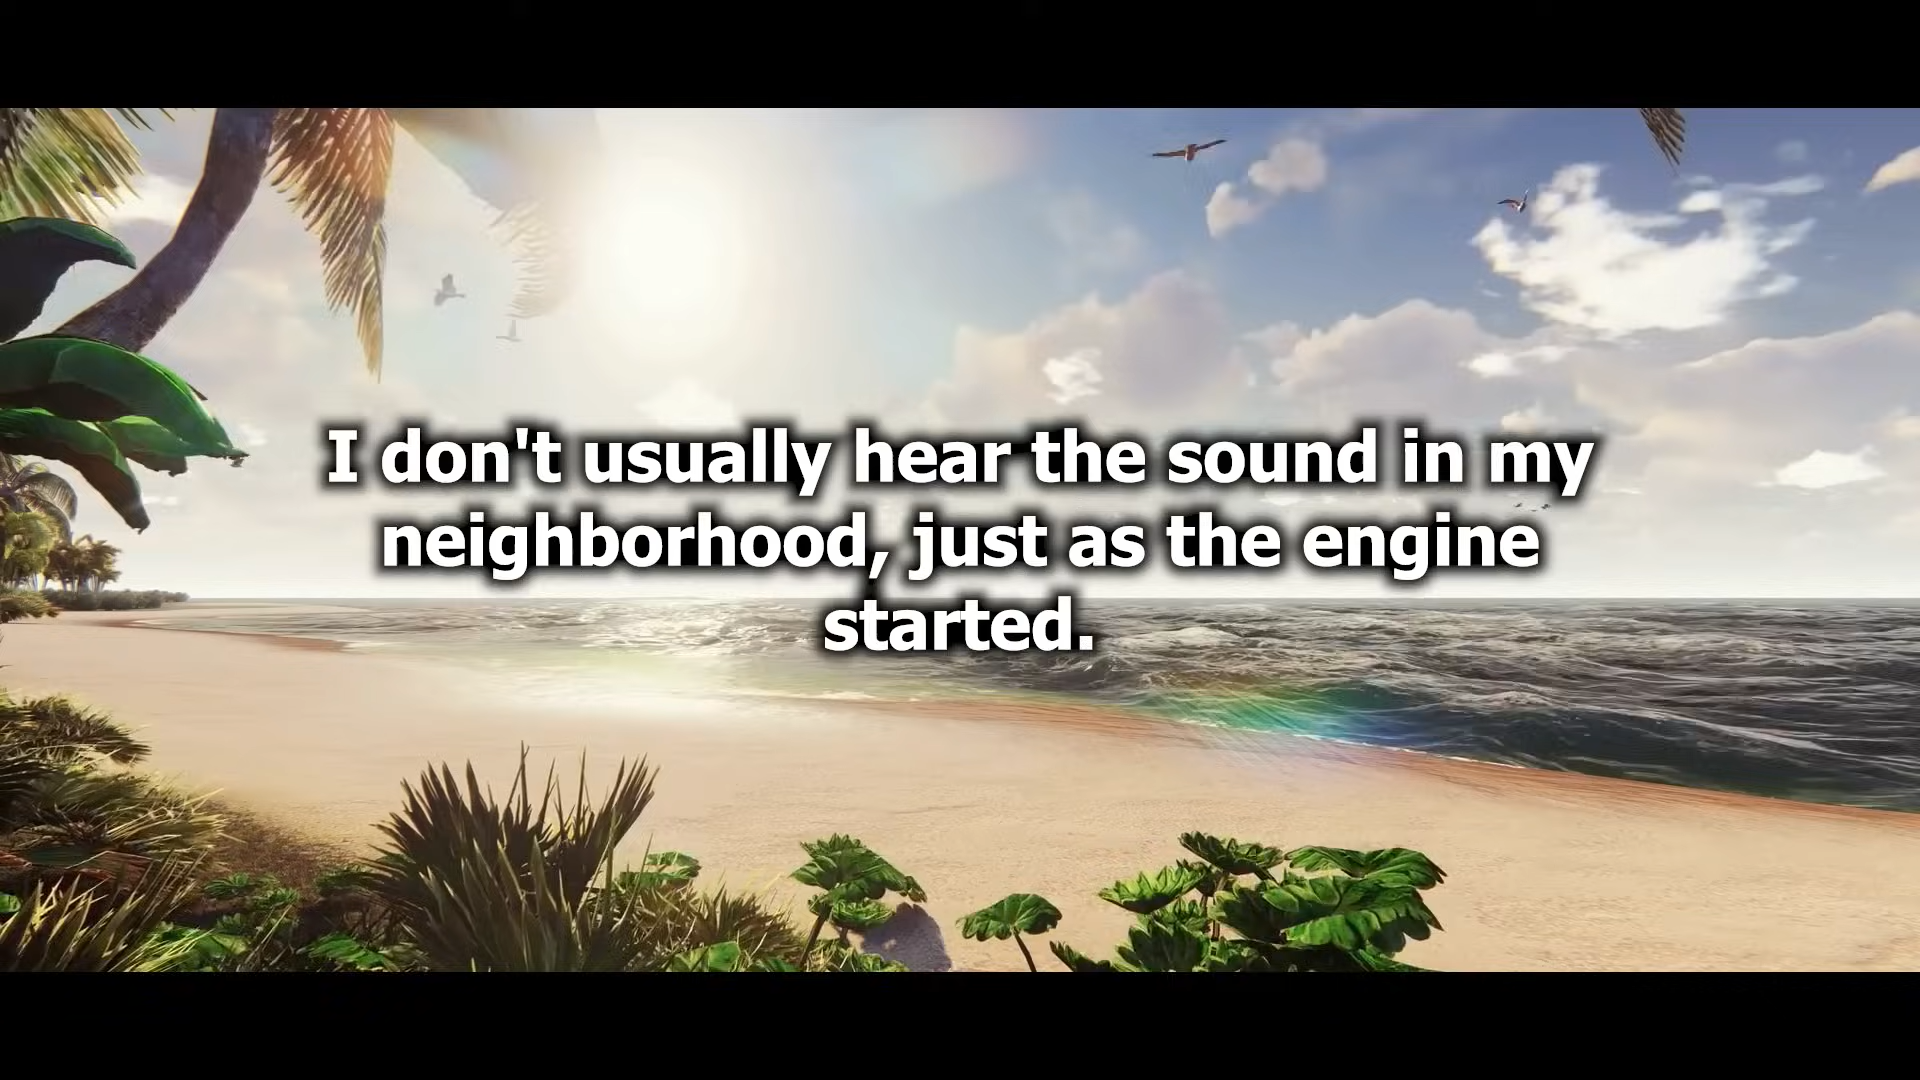 I don't usually hear the sound in my
neighborhood, just as the engine
started.